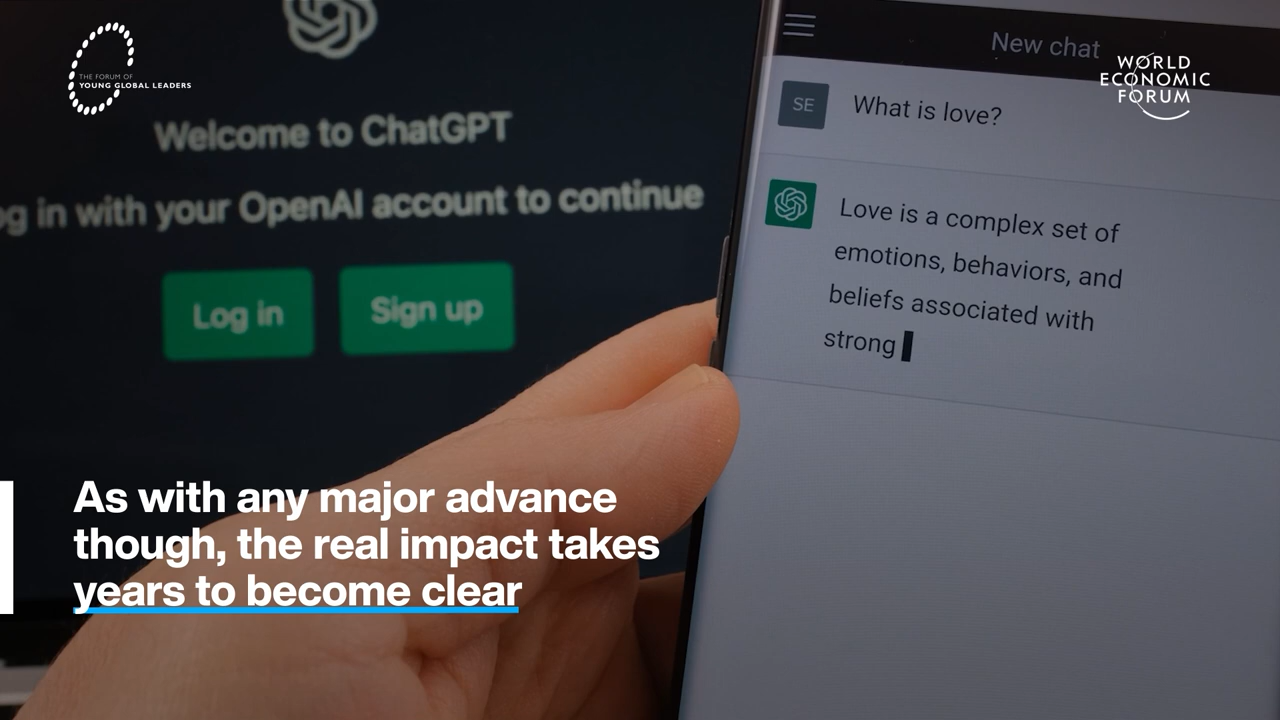 THE FORUM OF
YOUNG GLOBAL LEADERS
WORLD
ECONOMIC
FORUM
Welcome to ChatGPT
og in with your OpenAI account to continue
Log in
Sign up
New chat
SE
What is love?
Love is a complex set of
emotions, behaviors, and
beliefs associated with
strong
As with any major advance
though, the real impact takes
years to become clear